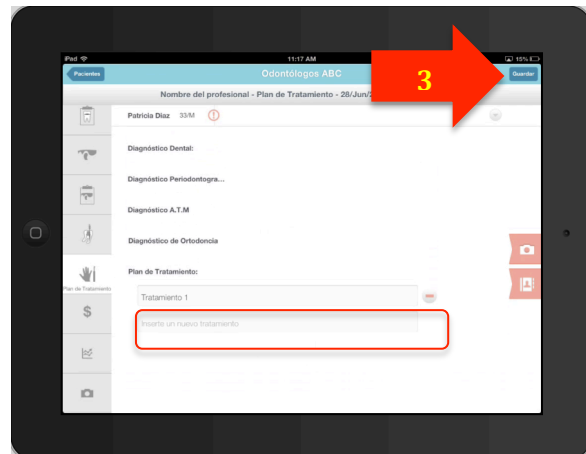 iPad
11:17 AM
15%
Pacientes
Odontólogos ABC
3
Guardar
Nombre del profesional - Plan de Tratamiento - 28/Jun/2
Patricia Diaz 33/M
Diagnóstico Dental:
Diagnóstico Periodontogra...
Diagnóstico A.T.M
Diagnóstico de Ortodoncia
Plan de Tratamiento:
Plan de Tratamiento
Tratamiento 1
$
Inserte un nuevo tratamiento